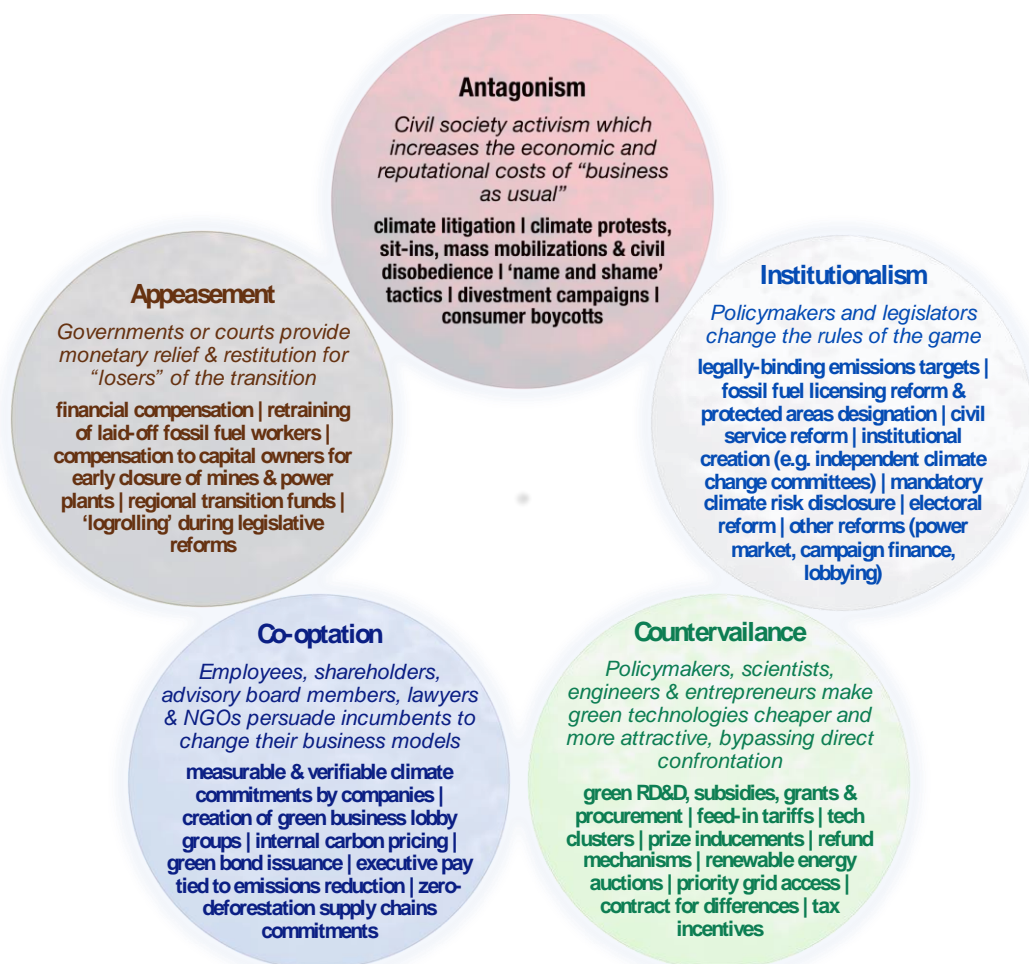 Antagonism
Civil society activism which
increases the economic and
reputational costs of “business
as usual”
climate litigation | climate protests,
sit-ins, mass mobilizations & civil
disobedience | ‘name and shame’
tactics | divestment campaigns |
consumer boycotts
Appeasement
Governments or courts provide
monetary relief & restitution for
“losers” of the transition
financial compensation | retraining
of laid-off fossil fuel workers |
compensation to capital owners for
early closure of mines & power
plants | regional transition funds |
‘logrolling’ during legislative
reforms
Institutionalism
Policymakers and legislators
change the rules of the game
legally-binding emissions targets |
fossil fuel licensing reform &
protected areas designation | civil
service reform | institutional
creation (e.g. independent climate
change committees) | mandatory
climate risk disclosure | electoral
reform | other reforms (power
market, campaign finance,
lobbying)
Co-optation
Employees, shareholders,
advisory board members, lawyers
& NGOs persuade incumbents to
change their business models
measurable & verifiable climate
commitments by companies |
creation of green business lobby
groups | internal carbon pricing |
green bond issuance | executive pay
tied to emissions reduction | zero-
deforestation supply chains
commitments
Countervailance
Policymakers, scientists,
engineers & entrepreneurs make
green technologies cheaper and
more attractive, bypassing direct
confrontation
green RD&D, subsidies, grants &
procurement | feed-in tariffs | tech
clusters | prize inducements | refund
mechanisms | renewable energy
auctions | priority grid access |
contract for differences | tax
incentives